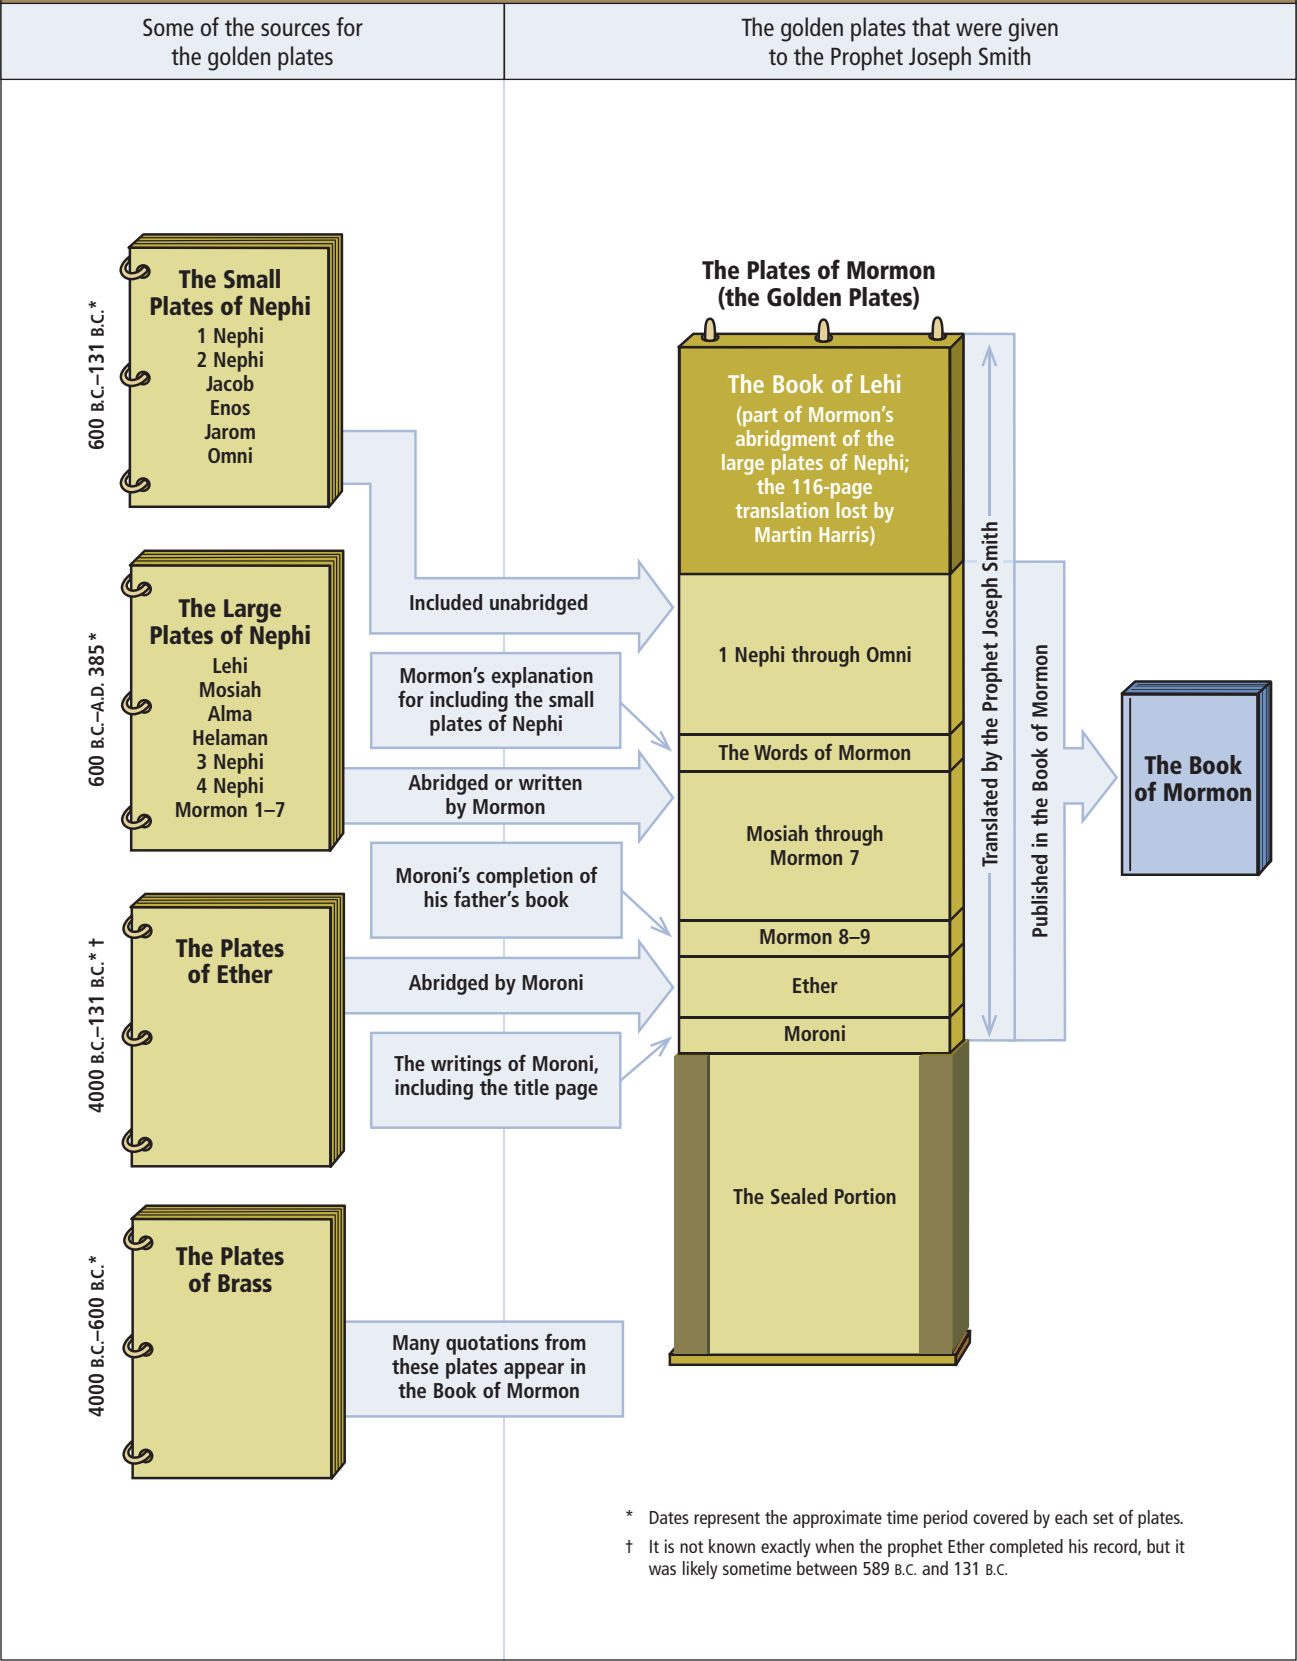 Some of the sources for
the golden plates
The golden plates that were given
to the Prophet Joseph Smith
600 B.C.–131 B.C.*
The Small
Plates of Nephi
1 Nephi
2 Nephi
Jacob
Enos
Jarom
Omni
600 B.C.–A.D. 385*
The Large
Plates of Nephi
Lehi
Mosiah
Alma
Helaman
3 Nephi
4 Nephi
Mormon 1–7
4000 B.C.–131 B.C.*†
The Plates
of Ether
4000 B.C.–600 B.C.*
The Plates
of Brass
Included unabridged
Mormon's explanation
for including the small
plates of Nephi
Abridged or written
by Mormon
Moroni's completion of
his father's book
Abridged by Moroni
The writings of Moroni,
including the title page
Many quotations from
these plates appear in
the Book of Mormon
The Plates of Mormon
(the Golden Plates)
The Book of Lehi
(part of Mormon's
abridgment of the
large plates of Nephi;
the 116-page
translation lost by
Martin Harris)
1 Nephi through Omni
The Words of Mormon
Mosiah through
Mormon 7
Mormon 8–9
Ether
Moroni
The Sealed Portion
Translated by the Prophet Joseph Smith
Published in the Book of Mormon
The Book
of Mormon
* Dates represent the approximate time period covered by each set of plates.
† It is not known exactly when the prophet Ether completed his record, but it
was likely sometime between 589 B.C. and 131 B.C.